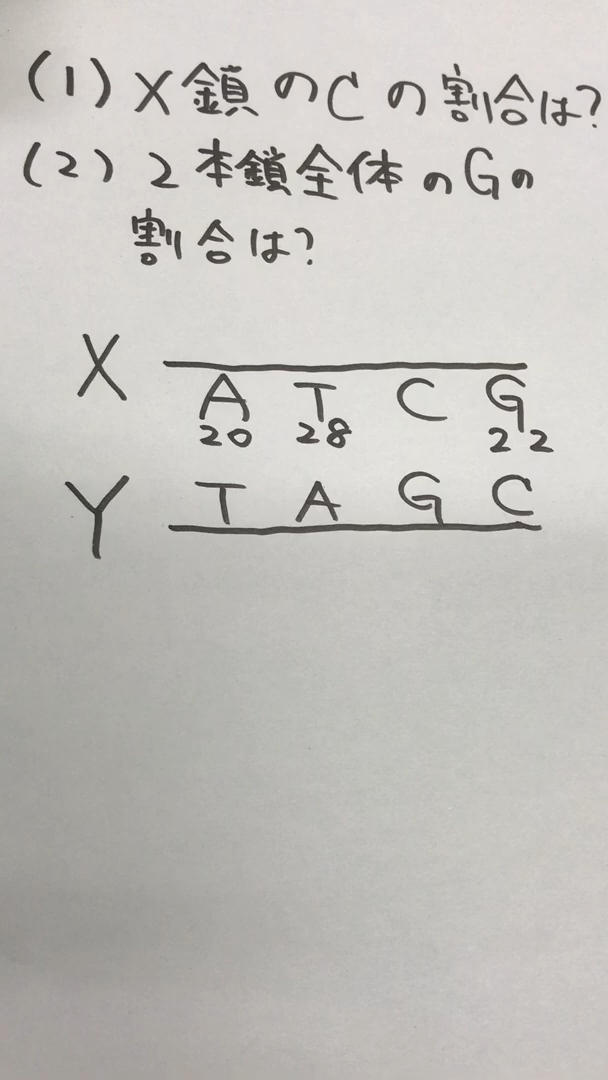 (1) X鎖のCの割合は?
(2) 2本鎖全体のGの
割合は?
X
A T C G
20 28 22
Y T A G C